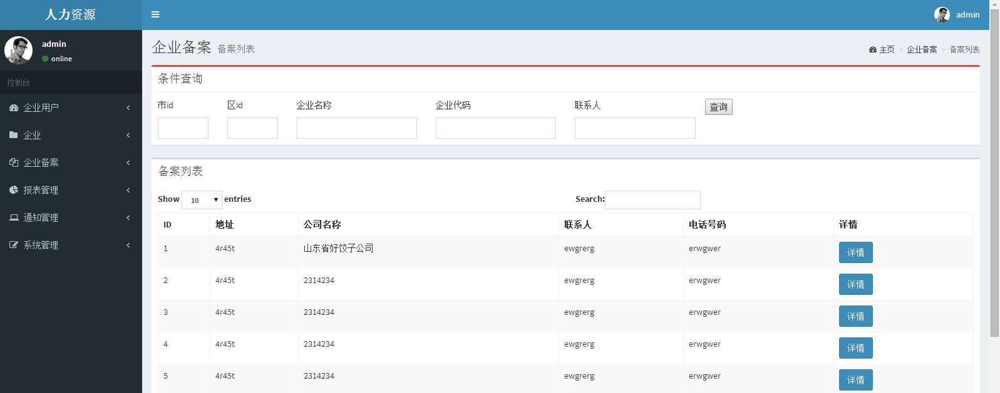 人力资源
admin
admin
online
控制台
企业用户
企业
企业备案
报表管理
通知管理
系统管理
企业备案 备案列表
主页 > 企业备案 > 备案列表
条件查询
市id 区id 企业名称 企业代码 联系人 查询
备案列表
Show 10 entries Search:
ID 地址 公司名称 联系人 电话号码 详情
1 4r45t 山东省好饺子公司 ewgrerg erwgwer 详情
2 4r45t 2314234 ewgrerg erwgwer 详情
3 4r45t 2314234 ewgrerg erwgwer 详情
4 4r45t 2314234 ewgrerg erwgwer 详情
5 4r45t 2314234 ewgrerg erwgwer 详情